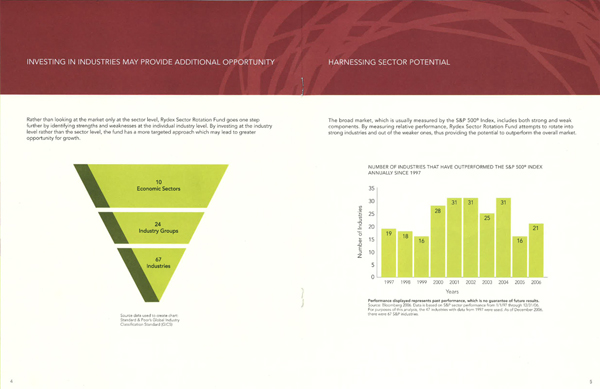 INVESTING IN INDUSTRIES MAY PROVIDE ADDITIONAL OPPORTUNITY
Rather than looking at the market only at the sector level, Rydex Sector Rotation Fund goes one step
further by identifying strengths and weaknesses at the individual industry level. By investing at the industry
level rather than the sector level, the fund has a more targeted approach which may lead to greater
opportunity for growth.
10
Economic Sectors
24
Industry Groups
67
Industries
Source data used to create chart:
Standard & Poor's Global Industry
Classification Standard (GICS)
HARNESSING SECTOR POTENTIAL
The broad market, which is usually measured by the S&P 500® Index, includes both strong and weak
components. By measuring relative performance, Rydex Sector Rotation Fund attempts to rotate into
strong industries and out of the weaker ones, thus providing the potential to outperform the overall market.
NUMBER OF INDUSTRIES THAT HAVE OUTPERFORMED THE S&P 500® INDEX
ANNUALLY SINCE 1997
Number of Industries
35
30
25
20
15
10
5
0
19 18 16 28 31 31 25 31 16 21
1997 1998 1999 2000 2001 2002 2003 2004 2005 2006
Years
Performance displayed represents past performance, which is no guarantee of future results.
Source: Bloomberg 2006. Data is based on S&P sector performance from 1/1/97 through 12/31/06.
For purposes of this analysis, the 67 industries with data from 1997 were used. As of December 2006,
there were 67 S&P industries.